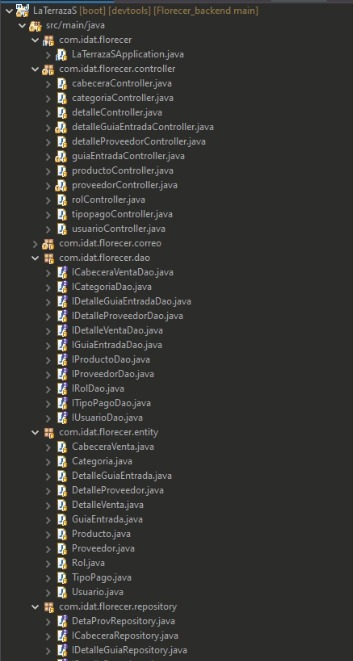 LaTerrazaS [boot] [devtools] [Florecer_backend main]
src/main/java
com.idat.florecer
LaTerrazaSApplication.java
com.idat.florecer.controller
cabeceraController.java
categoriaController.java
detalleController.java
detalleGuiaEntradaController.java
detalleProveedorController.java
guiaEntradaController.java
productoController.java
proveedorController.java
rolController.java
tipopagoController.java
usuarioController.java
com.idat.florecer.correo
com.idat.florecer.dao
ICabeceraVentaDao.java
ICategoriaDao.java
IDetalleGuiaEntradaDao.java
IDetalleProveedorDao.java
IDetalleVentaDao.java
IGuiaEntradaDao.java
IProductoDao.java
IProveedorDao.java
IRolDao.java
ITipoPagoDao.java
IUsuarioDao.java
com.idat.florecer.entity
CabeceraVenta.java
Categoria.java
DetalleGuiaEntrada.java
DetalleProveedor.java
DetalleVenta.java
GuiaEntrada.java
Producto.java
Proveedor.java
Rol.java
TipoPago.java
Usuario.java
com.idat.florecer.repository
DetaProvRepository.java
ICabeceraRepository.java
IDetalleGuiaRepository.java